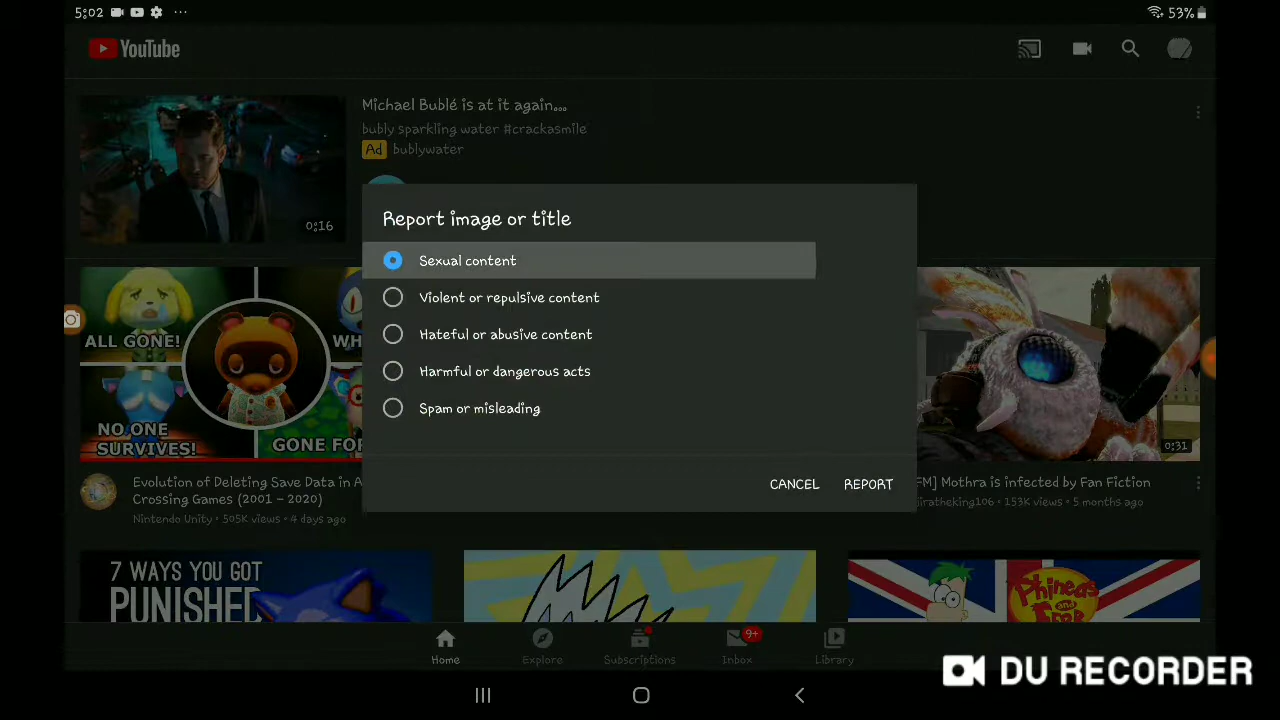 5:02
53%
YouTube
Michael Bublé is at it again...
bubly sparkling water #crackasmile
Ad bublywater
0:16
Report image or title
Sexual content
Violent or repulsive content
Hateful or abusive content
Harmful or dangerous acts
Spam or misleading
CANCEL REPORT
ALL GONE!
WH
NO ONE
SURVIVES!
GONE FOR
0:31
Evolution of Deleting Save Data in A
Crossing Games (2001 - 2020)
Nintendo Unity • 505K views • 4 days ago
FM] Mothra is infected by Fan Fiction
iratheking106 • 153K views • 5 months ago
7 WAYS YOU GOT
PUNISHED
Phineas
and
Ferb
Home
Explore
Subscriptions
9+
Inbox
Library
DU RECORDER